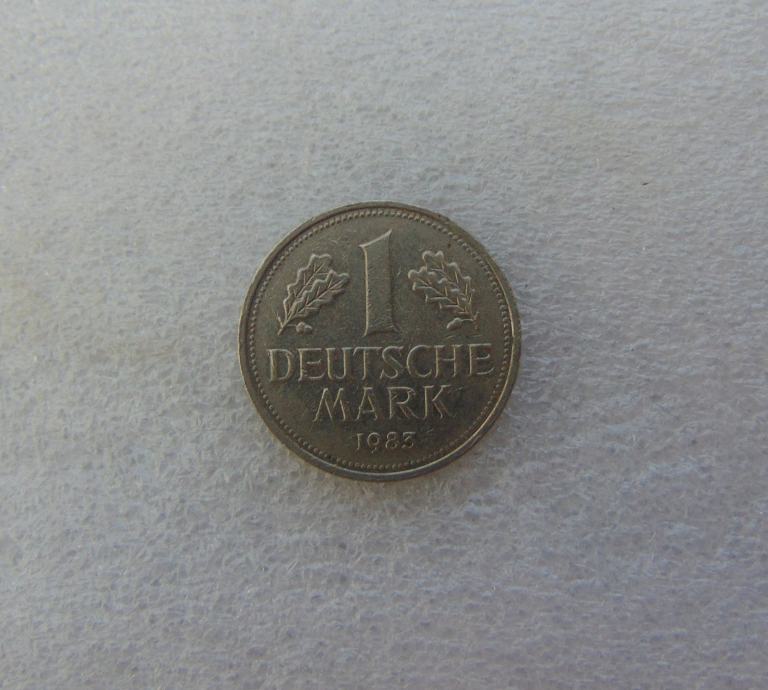 1
DEUTSCHE
MARK
1983